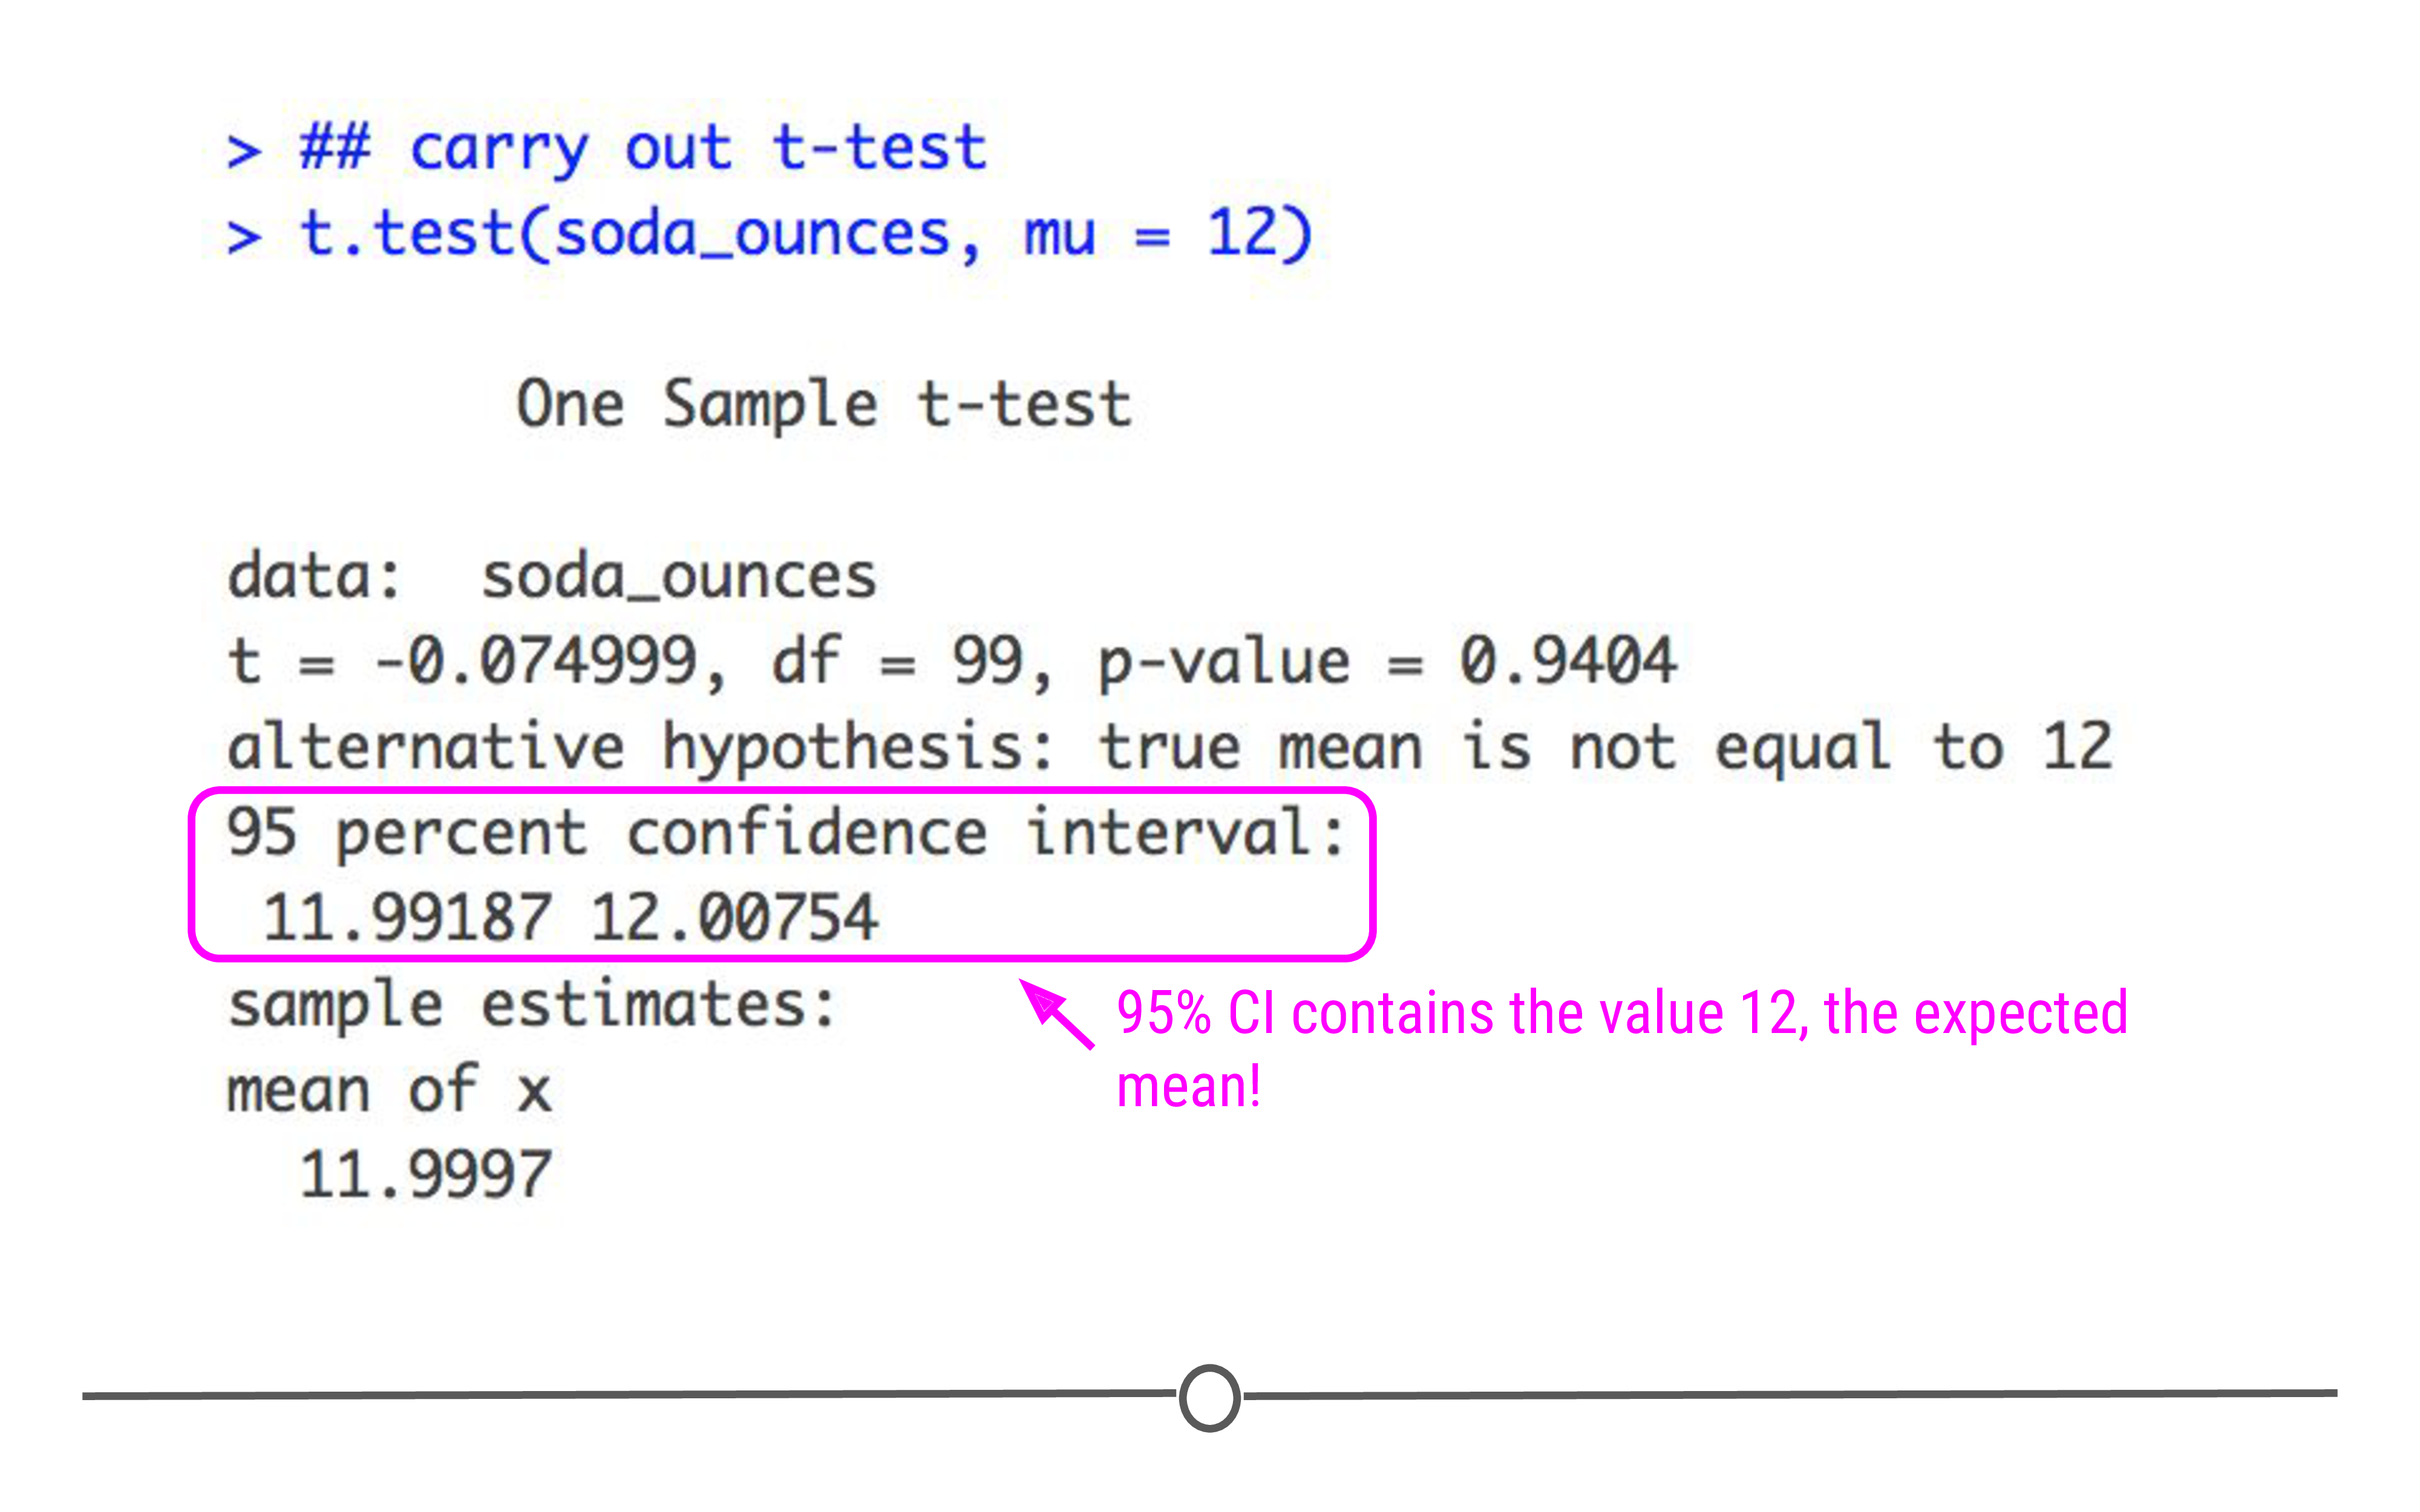 > ## carry out t-test
> t.test(soda_ounces, mu = 12)
One Sample t-test
data:  soda_ounces
t = -0.074999, df = 99, p-value = 0.9404
alternative hypothesis: true mean is not equal to 12
95 percent confidence interval:
11.99187 12.00754
sample estimates:
mean of x
11.9997
95% CI contains the value 12, the expected
mean!